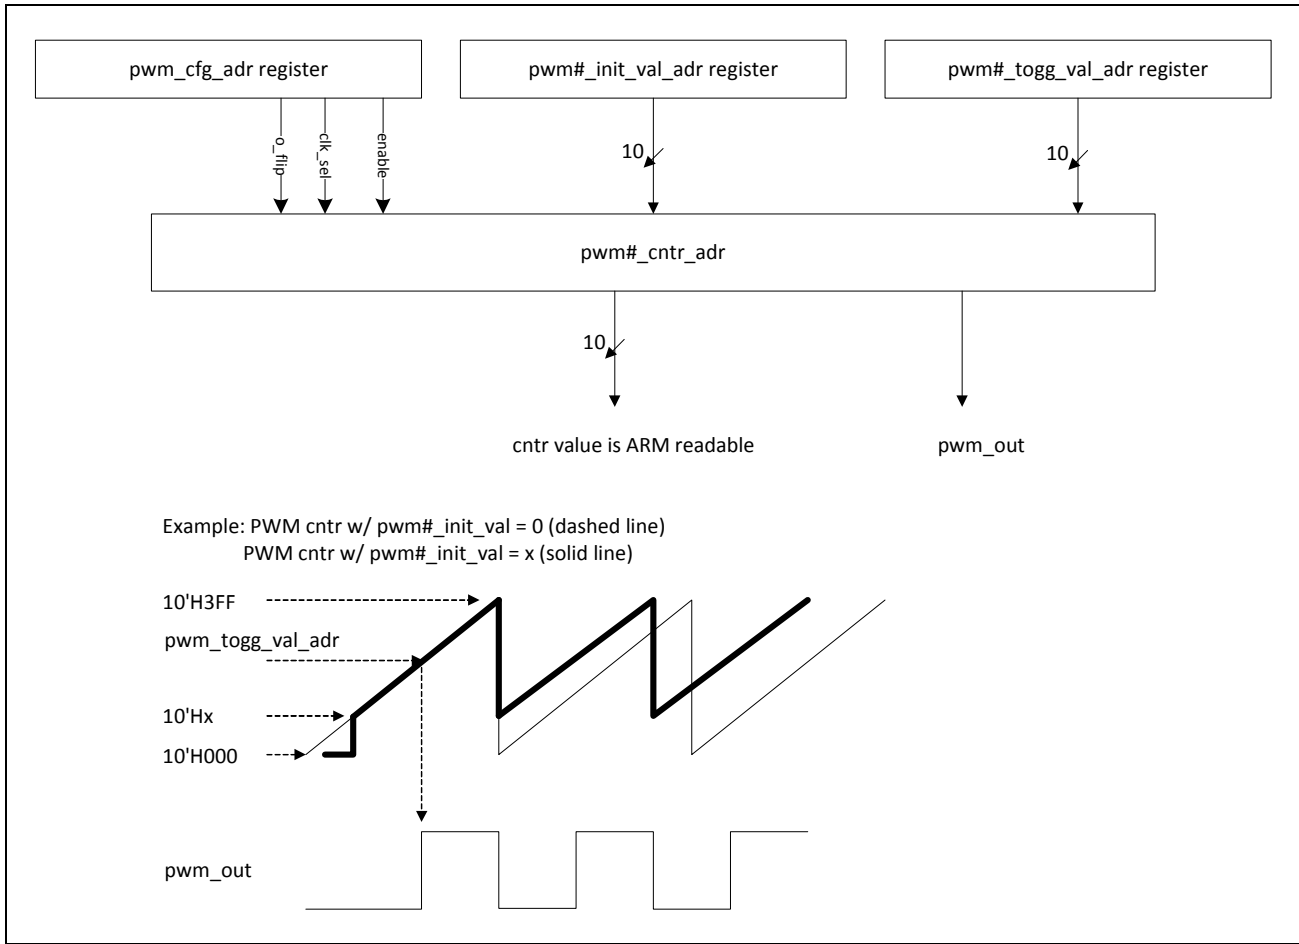 pwm_cfg_adr register
pwm#_init_val_adr register
pwm#_togg_val_adr register
o_flip
clk_sel
enable
10
10
pwm#_cntr_adr
10
cntr value is ARM readable
pwm_out
Example: PWM cntr w/ pwm#_init_val = 0 (dashed line)
PWM cntr w/ pwm#_init_val = x (solid line)
10'H3FF
pwm_togg_val_adr
10'Hx
10'H000
pwm_out